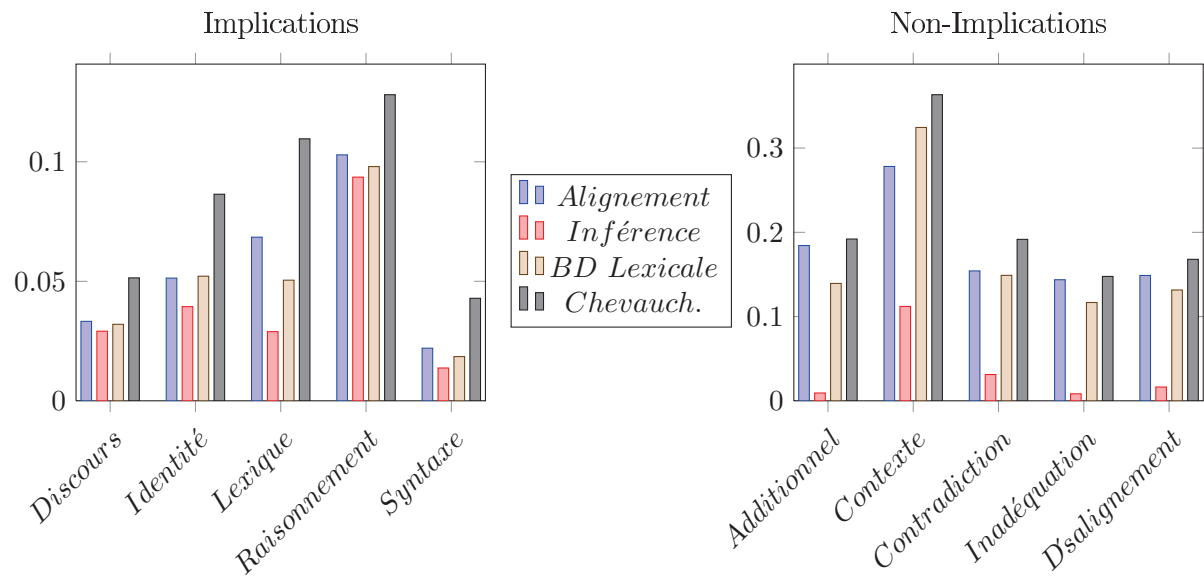 Implications
0.1
0.05
0
Discours
Identité
Lexique
Raisonnement
Syntaxe
Alignement
Inférence
BD Lexicale
Chevauch.
Non-Implications
0.3
0.2
0.1
0
Additionnel
Contexte
Contradiction
Inadéquation
D'salignement